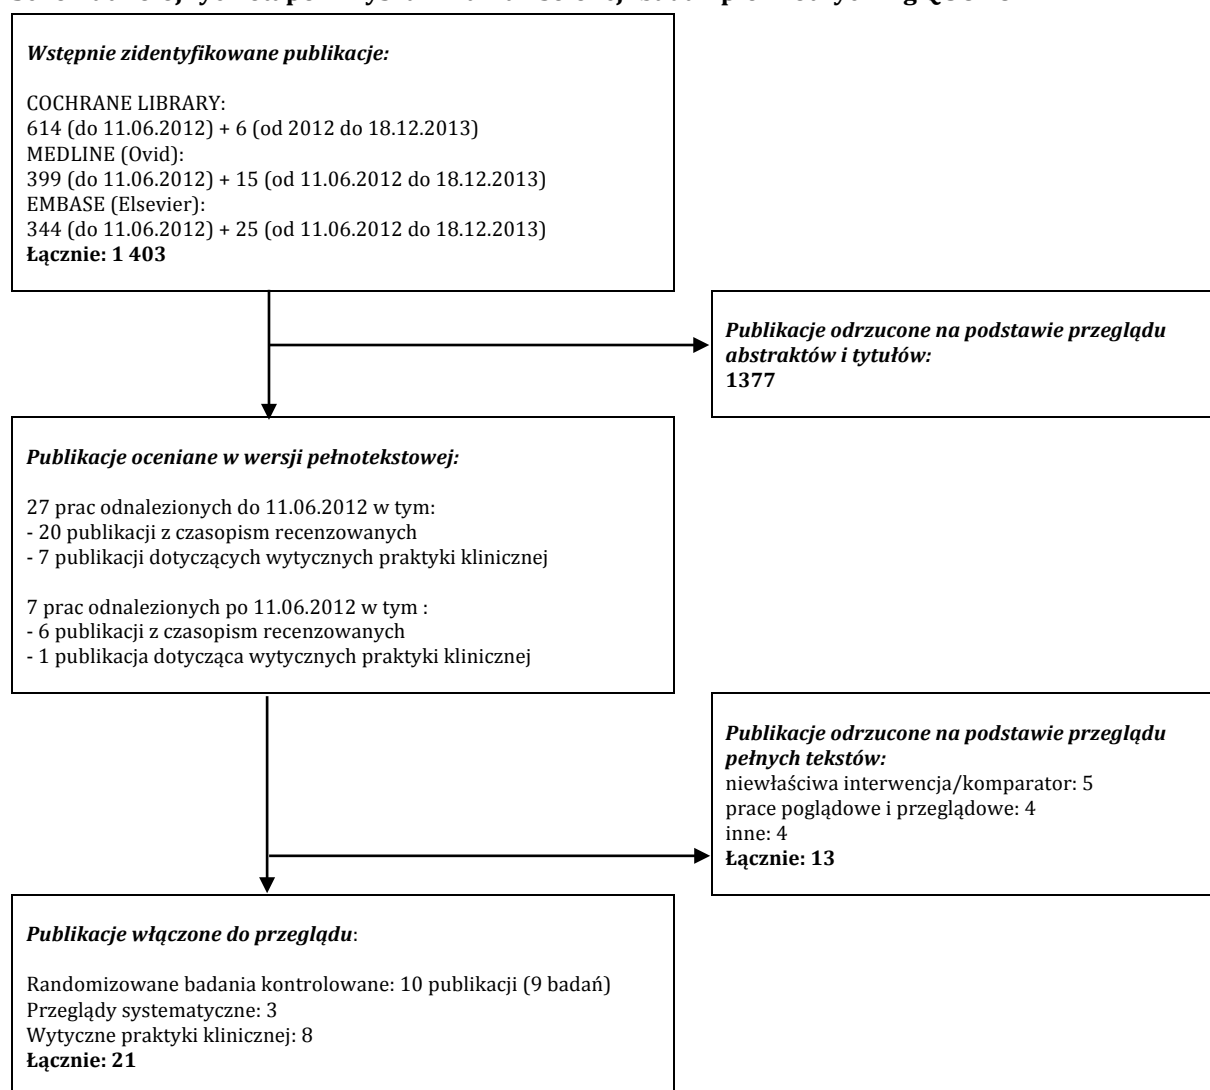 Wstępnie zidentyfikowane publikacje:
COCHRANE LIBRARY:
614 (do 11.06.2012) + 6 (od 2012 do 18.12.2013)
MEDLINE (Ovid):
399 (do 11.06.2012) + 15 (od 11.06.2012 do 18.12.2013)
EMBASE (Elsevier):
344 (do 11.06.2012) + 25 (od 11.06.2012 do 18.12.2013)
Łącznie: 1 403
Publikacje odrzucone na podstawie przeglądu
abstraktów i tytułów:
1377
Publikacje oceniane w wersji pełnotekstowej:
27 prac odnalezionych do 11.06.2012 w tym:
- 20 publikacji z czasopism recenzowanych
- 7 publikacji dotyczących wytycznych praktyki klinicznej
7 prac odnalezionych po 11.06.2012 w tym :
- 6 publikacji z czasopism recenzowanych
- 1 publikacja dotycząca wytycznych praktyki klinicznej
Publikacje odrzucone na podstawie przeglądu
pełnych tekstów:
niewłaściwa interwencja/komparator: 5
prace poglądowe i przeglądowe: 4
inne: 4
Łącznie: 13
Publikacje włączone do przeglądu:
Randomizowane badania kontrolowane: 10 publikacji (9 badań)
Przeglądy systematyczne: 3
Wytyczne praktyki klinicznej: 8
Łącznie: 21